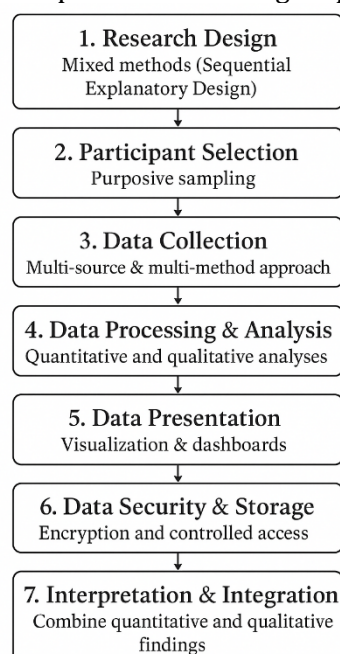 1. Research Design
Mixed methods (Sequential
Explanatory Design)
2. Participant Selection
Purposive sampling
3. Data Collection
Multi-source & multi-method approach
4. Data Processing & Analysis
Quantitative and qualitative analyses
5. Data Presentation
Visualization & dashboards
6. Data Security & Storage
Encryption and controlled access
7. Interpretation & Integration
Combine quantitative and qualitative
findings